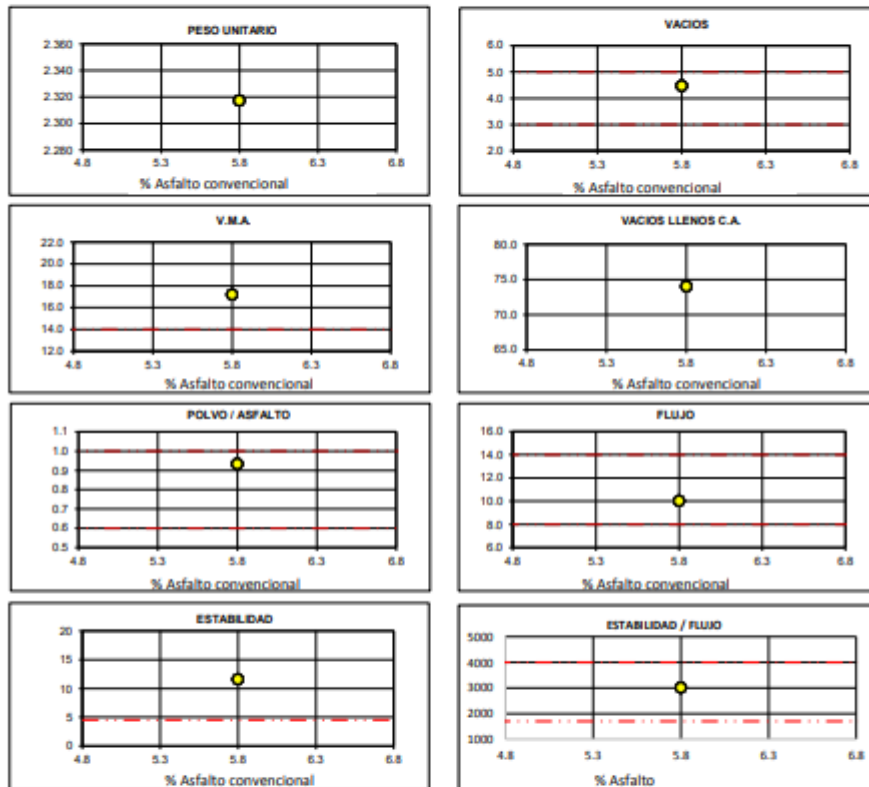 PESO UNITARIO
2.360
2.340
2.320
2.300
2.280
4.8 5.3 5.8 6.3 6.8
% Asfalto convencional
VACIOS
6.0
5.0
4.0
3.0
2.0
4.8 5.3 5.8 6.3 6.8
% Asfalto convencional
V.M.A.
22.0
20.0
18.0
16.0
14.0
12.0
4.8 5.3 5.8 6.3 6.8
% Asfalto convencional
VACIOS LLENOS C.A.
80.0
75.0
70.0
65.0
4.8 5.3 5.8 6.3 6.8
% Asfalto convencional
POLVO / ASFALTO
1.1
1.0
0.9
0.8
0.7
0.6
0.5
4.8 5.3 5.8 6.3 6.8
% Asfalto convencional
FLUJO
16.0
14.0
12.0
10.0
8.0
6.0
4.8 5.3 5.8 6.3 6.8
% Asfalto convencional
ESTABILIDAD
20
15
10
5
0
4.8 5.3 5.8 6.3 6.8
% Asfalto convencional
ESTABILIDAD / FLUJO
5000
4000
3000
2000
1000
4.8 5.3 5.8 6.3 6.8
% Asfalto